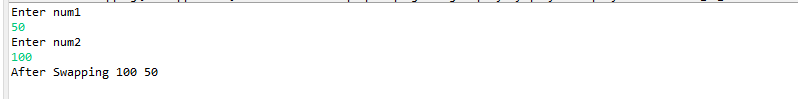 Enter num1
50
Enter num2
100
After Swapping 100 50